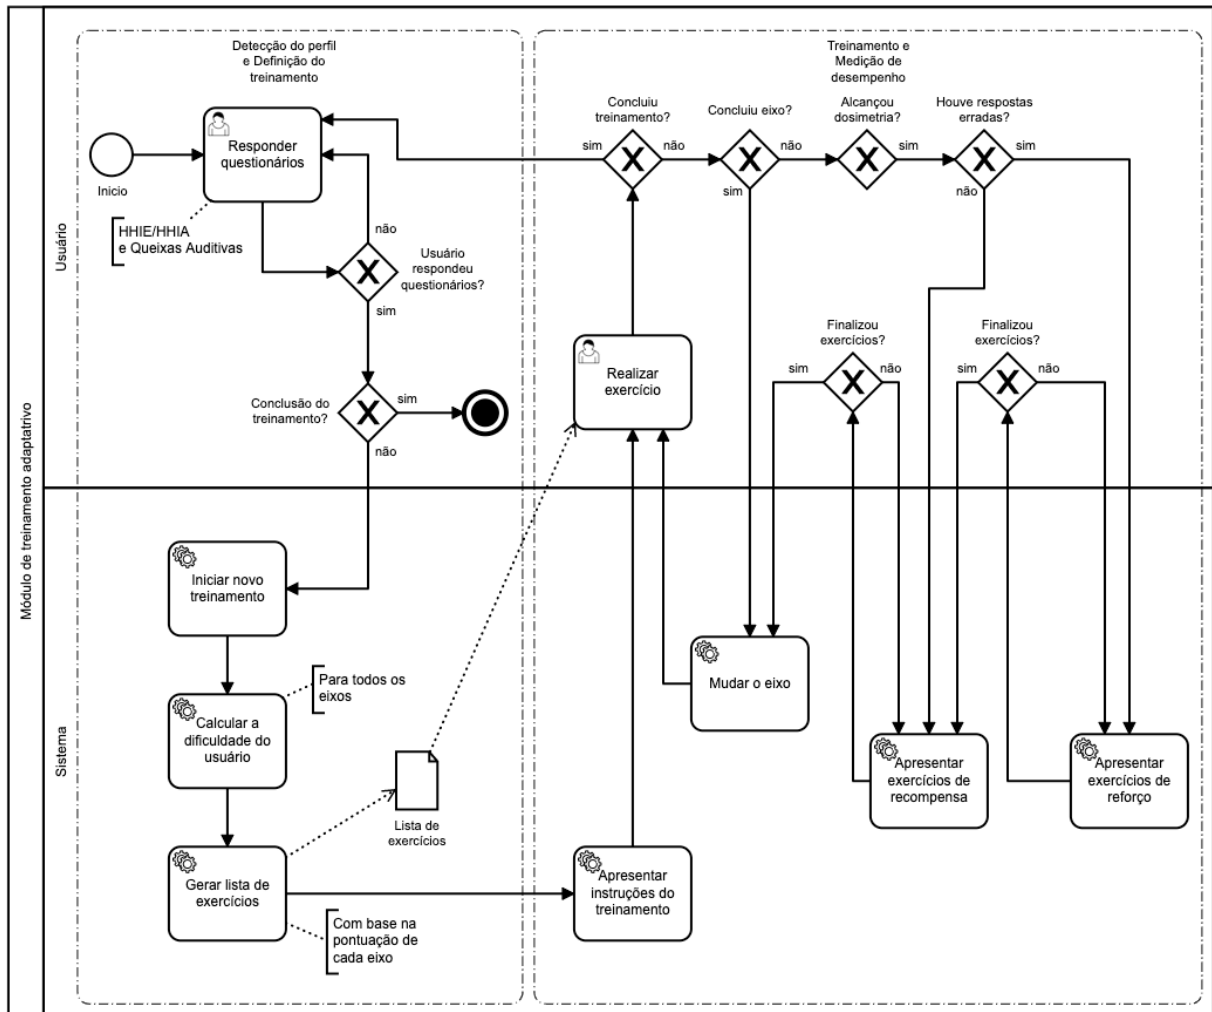 Módulo de treinamento adaptatrivo
Usuário
Sistema
Detecção do perfil
e Definição do
treinamento
Inicio
Responder
questionários
HHIE/HHIA
e Queixas Auditivas
não
Usuário
respondeu
questionários?
sim
Conclusão do
treinamento?
sim
não
Iniciar novo
treinamento
Para todos os
eixos
Calcular a
dificuldade do
usuário
Lista de
exercícios
Gerar lista de
exercícios
Com base na
pontuação de
cada eixo
Treinamento e
Medição de
desempenho
Concluiu
treinamento?
sim
não
Concluiu eixo?
não
sim
Alcançou
dosimetria?
sim
Houve respostas
erradas?
sim
não
Realizar
exercício
Finalizou
exercícios?
sim
não
Finalizou
exercícios?
sim
não
Mudar o eixo
Apresentar
exercícios de
recompensa
Apresentar
exercícios de
reforço
Apresentar
instruções do
treinamento